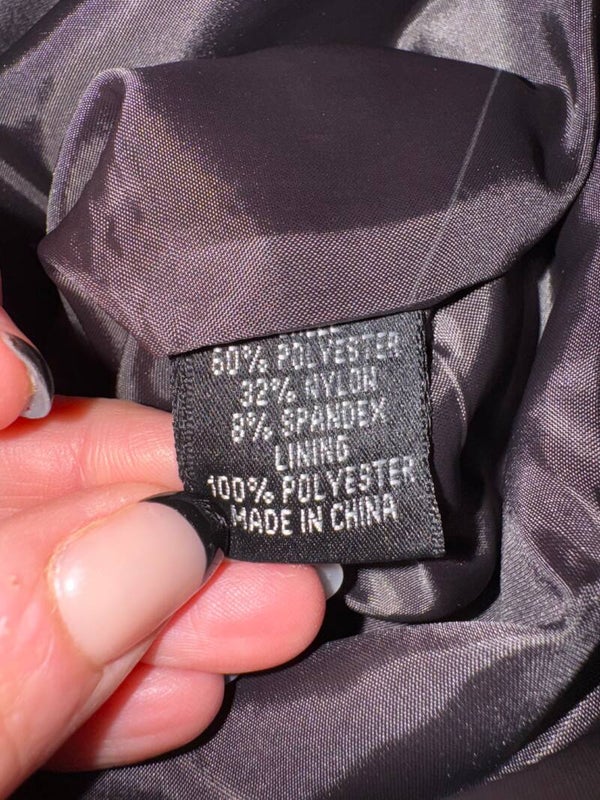 60% POLYESTER
32% NYLON
8% SPANDEX
LINING
100% POLYESTER
MADE IN CHINA